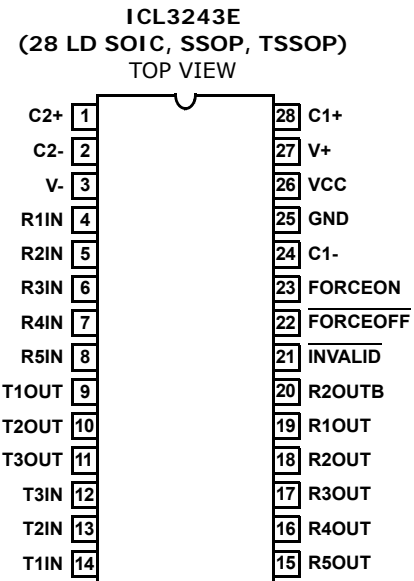 ICL3243E
(28 LD SOIC, SSOP, TSSOP)
TOP VIEW
C2+ 1 28 C1+
C2- 2 27 V+
V- 3 26 VCC
R1IN 4 25 GND
R2IN 5 24 C1-
R3IN 6 23 FORCEON
R4IN 7 22 FORCEOFF
R5IN 8 21 INVALID
T1OUT 9 20 R2OUTB
T2OUT 10 19 R1OUT
T3OUT 11 18 R2OUT
T3IN 12 17 R3OUT
T2IN 13 16 R4OUT
T1IN 14 15 R5OUT